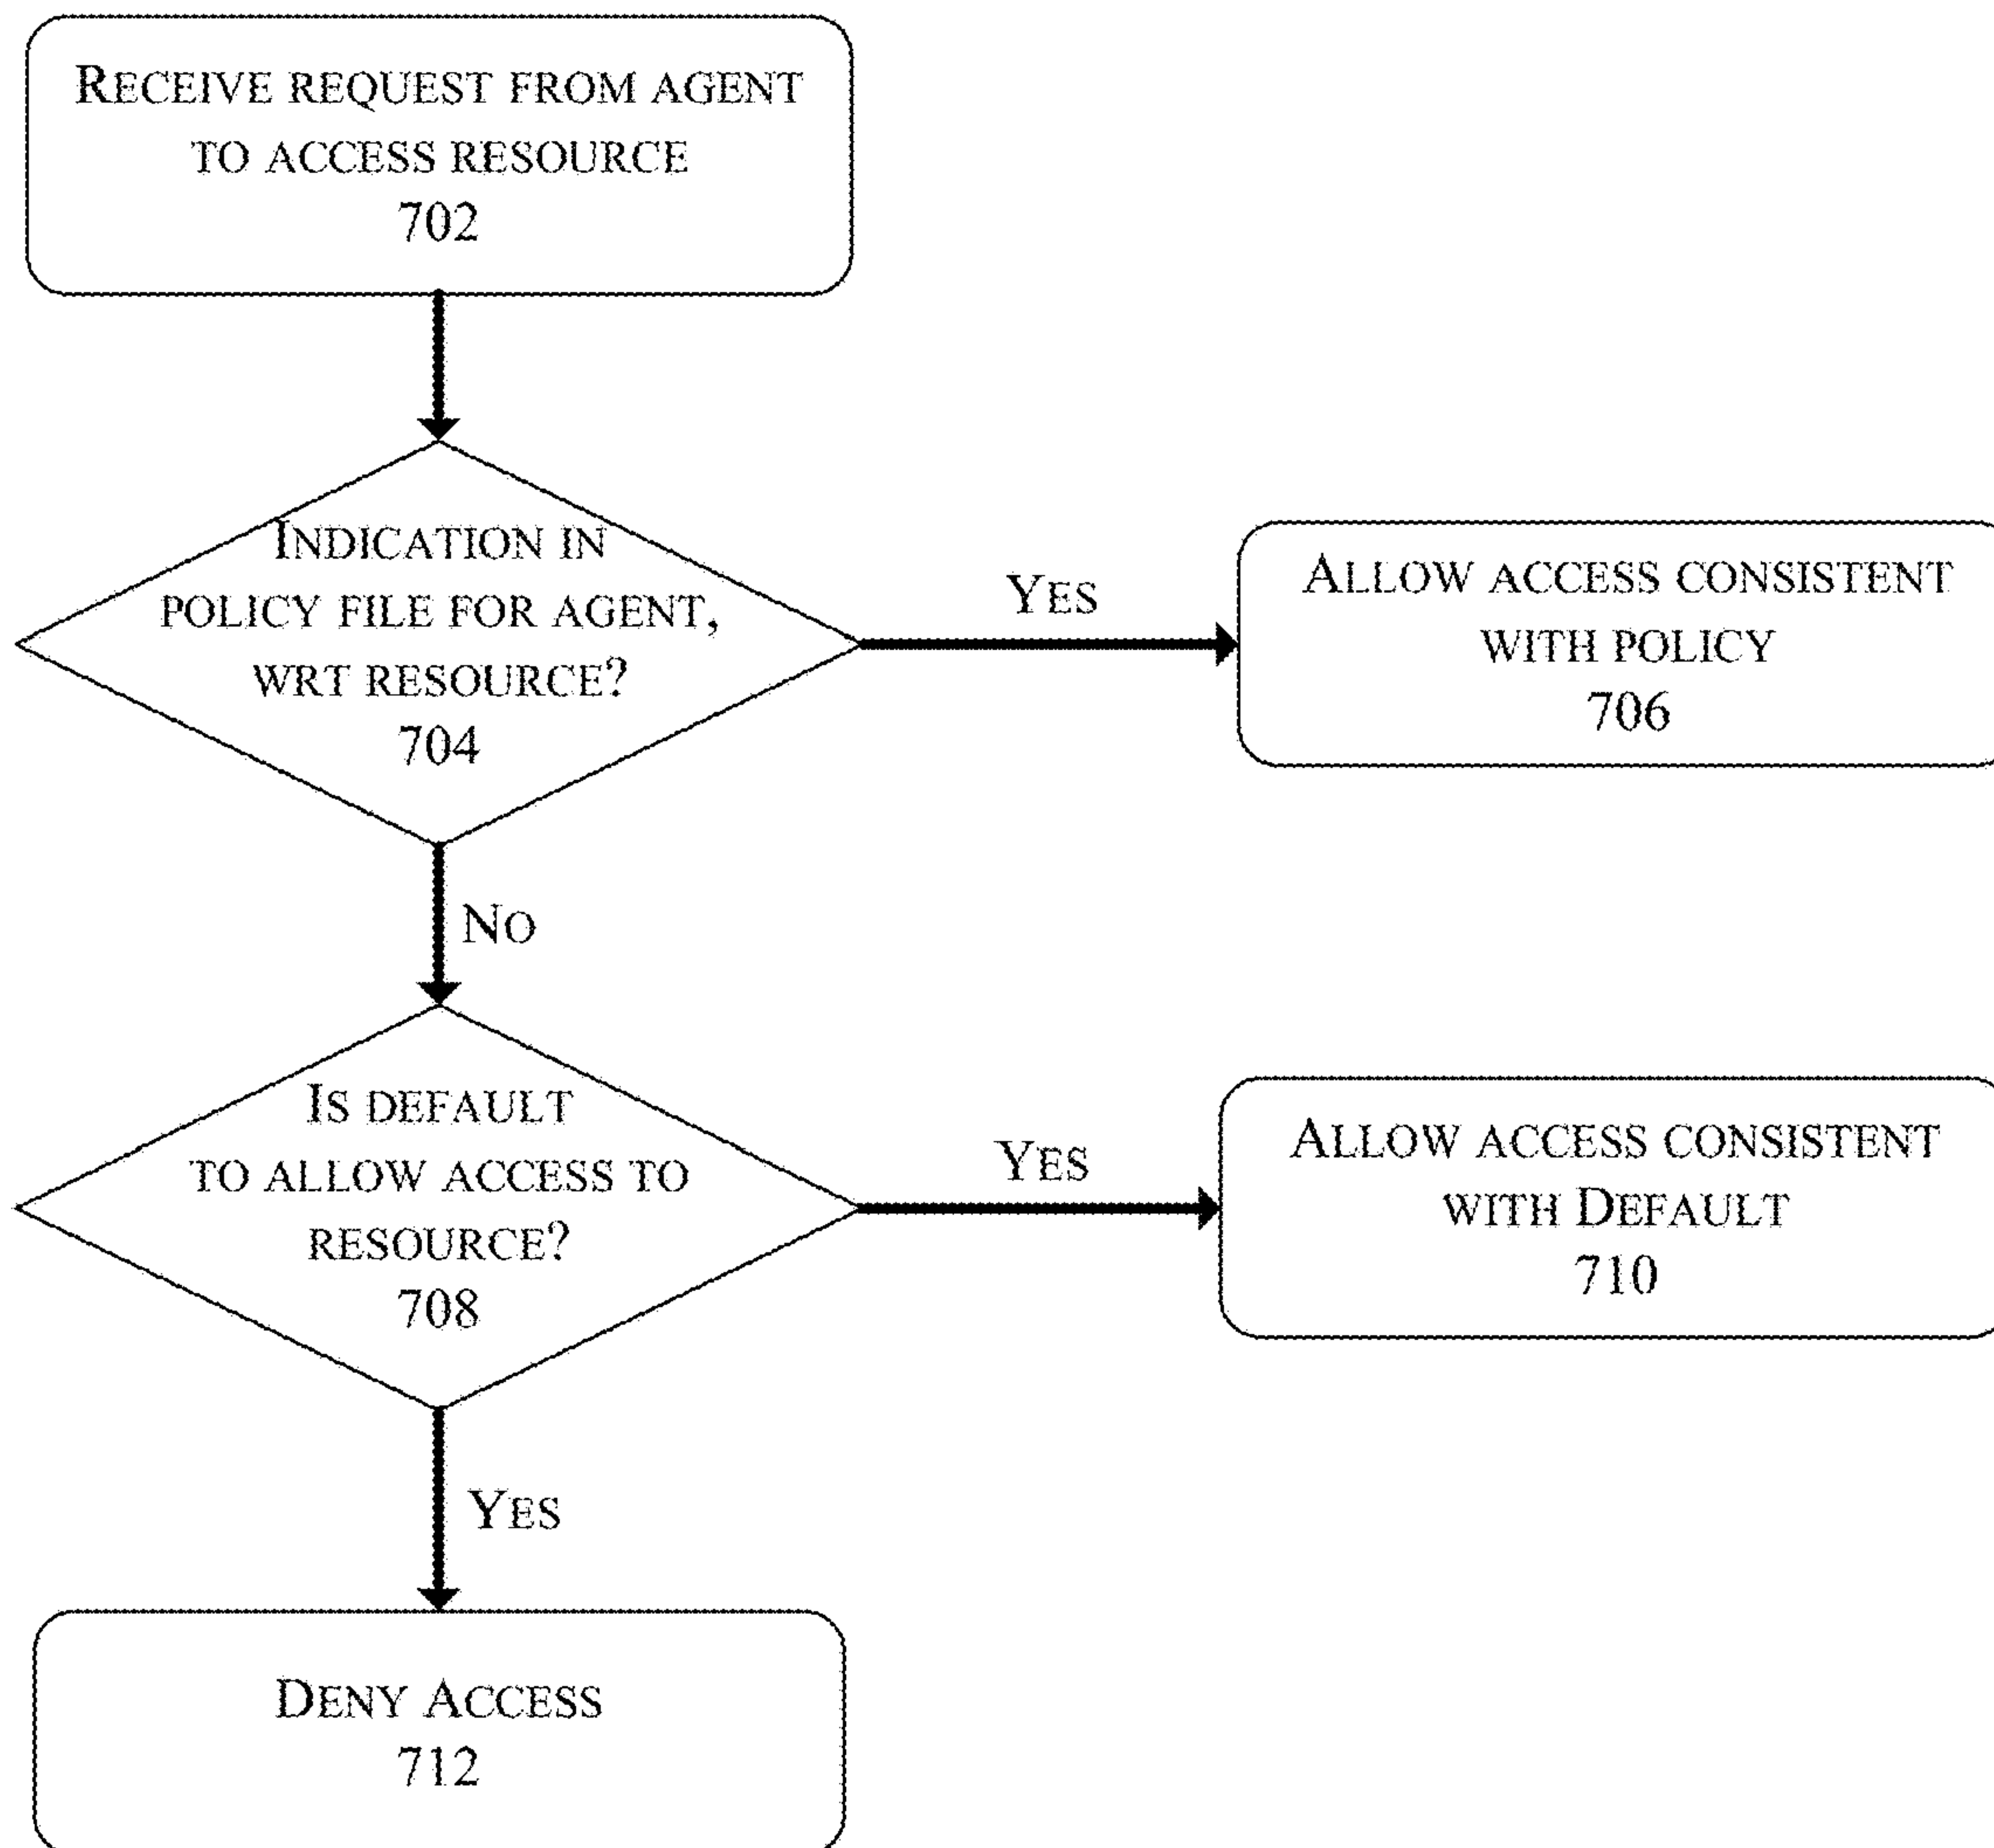 RECEIVE REQUEST FROM AGENT
TO ACCESS RESOURCE
702
INDICATION IN
POLICY FILE FOR AGENT,
WRT RESOURCE?
704
YES
ALLOW ACCESS CONSISTENT
WITH POLICY
706
NO
IS DEFAULT
TO ALLOW ACCESS TO
RESOURCE?
708
YES
ALLOW ACCESS CONSISTENT
WITH DEFAULT
710
YES
DENY ACCESS
712